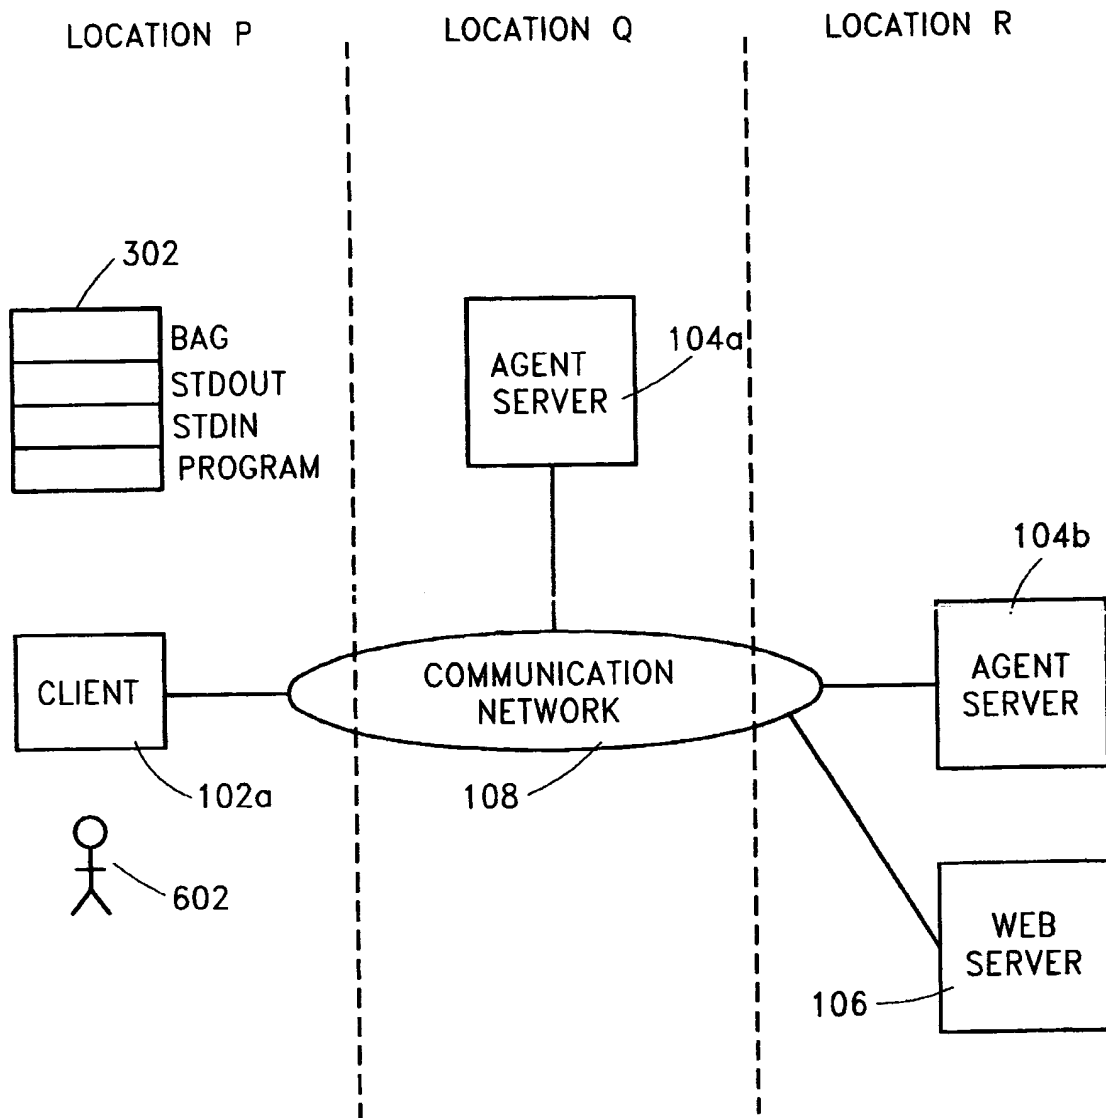 LOCATION P
LOCATION Q
LOCATION R
302
BAG
STDOUT
STDIN
PROGRAM
AGENT
SERVER
104a
104b
AGENT
SERVER
CLIENT
102a
COMMUNICATION
NETWORK
108
602
WEB
SERVER
106